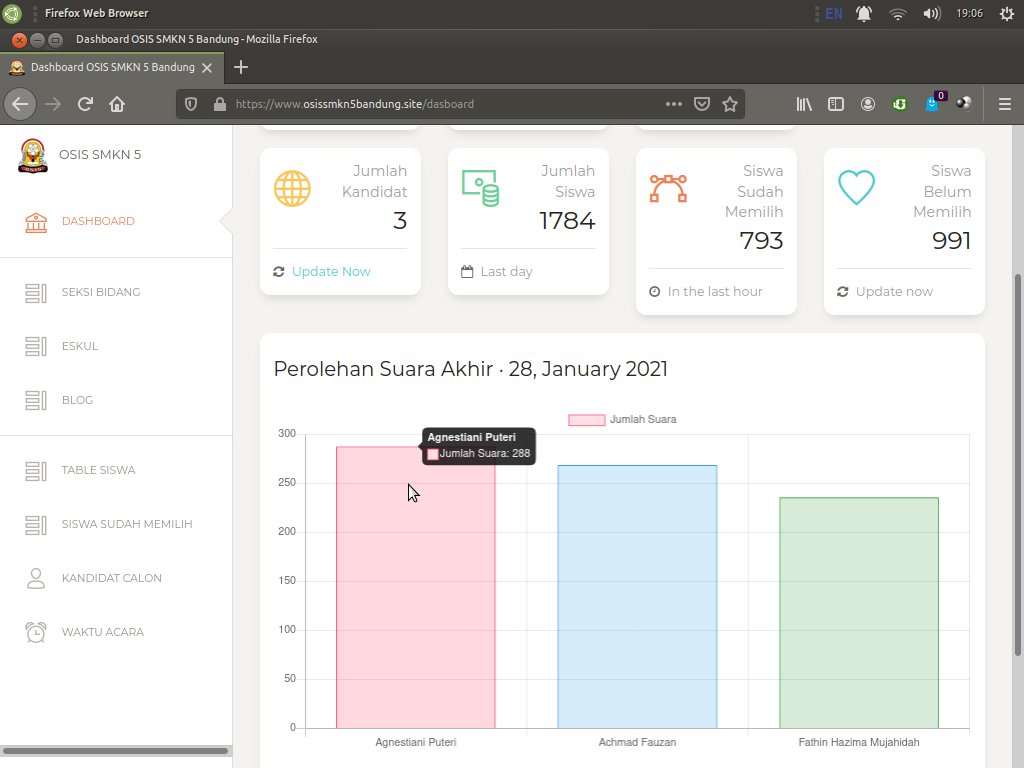 Firefox Web Browser
EN
19:06
Dashboard OSIS SMKN 5 Bandung - Mozilla Firefox
Dashboard OSIS SMKN 5 Bandung
https://www.osissmkn5bandung.site/dasboard
0
OSIS SMKN 5
DASHBOARD
SEKSI BIDANG
ESKUL
BLOG
TABLE SISWA
SISWA SUDAH MEMILIH
KANDIDAT CALON
WAKTU ACARA
Jumlah
Kandidat
3
Update Now
Jumlah
Siswa
1784
Last day
Siswa
Sudah
Memilih
793
In the last hour
Siswa
Belum
Memilih
991
Update now
Perolehan Suara Akhir · 28, January 2021
Jumlah Suara
Agnestiani Puteri
Jumlah Suara: 288
300
250
200
150
100
50
0
Agnestiani Puteri
Achmad Fauzan
Fathin Hazima Mujahidah